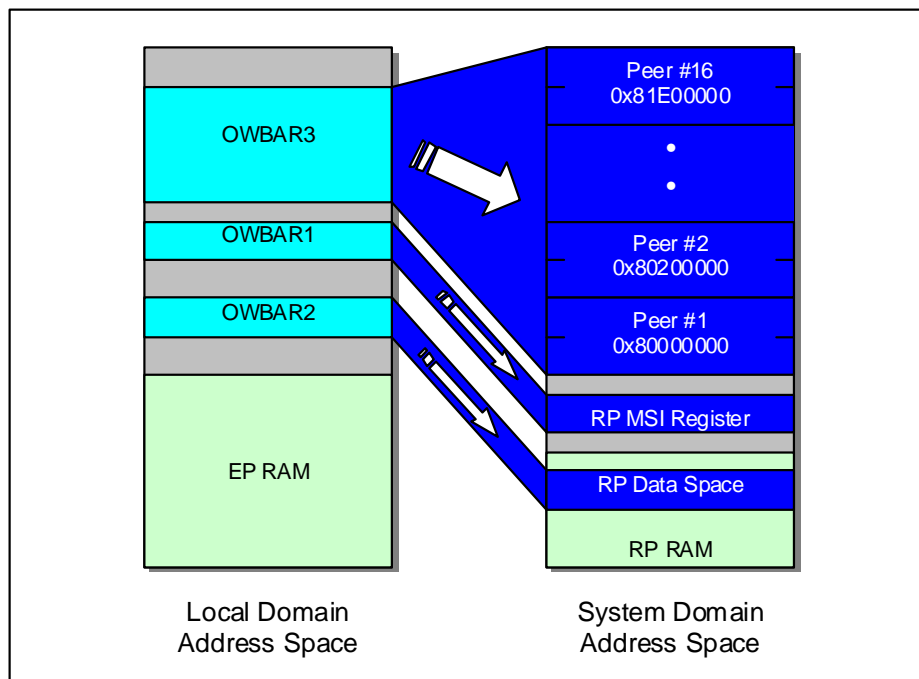 OWBAR3
OWBAR1
OWBAR2
EP RAM
Local Domain
Address Space
Peer #16
0x81E00000
Peer #2
0x80200000
Peer #1
0x80000000
RP MSI Register
RP Data Space
RP RAM
System Domain
Address Space